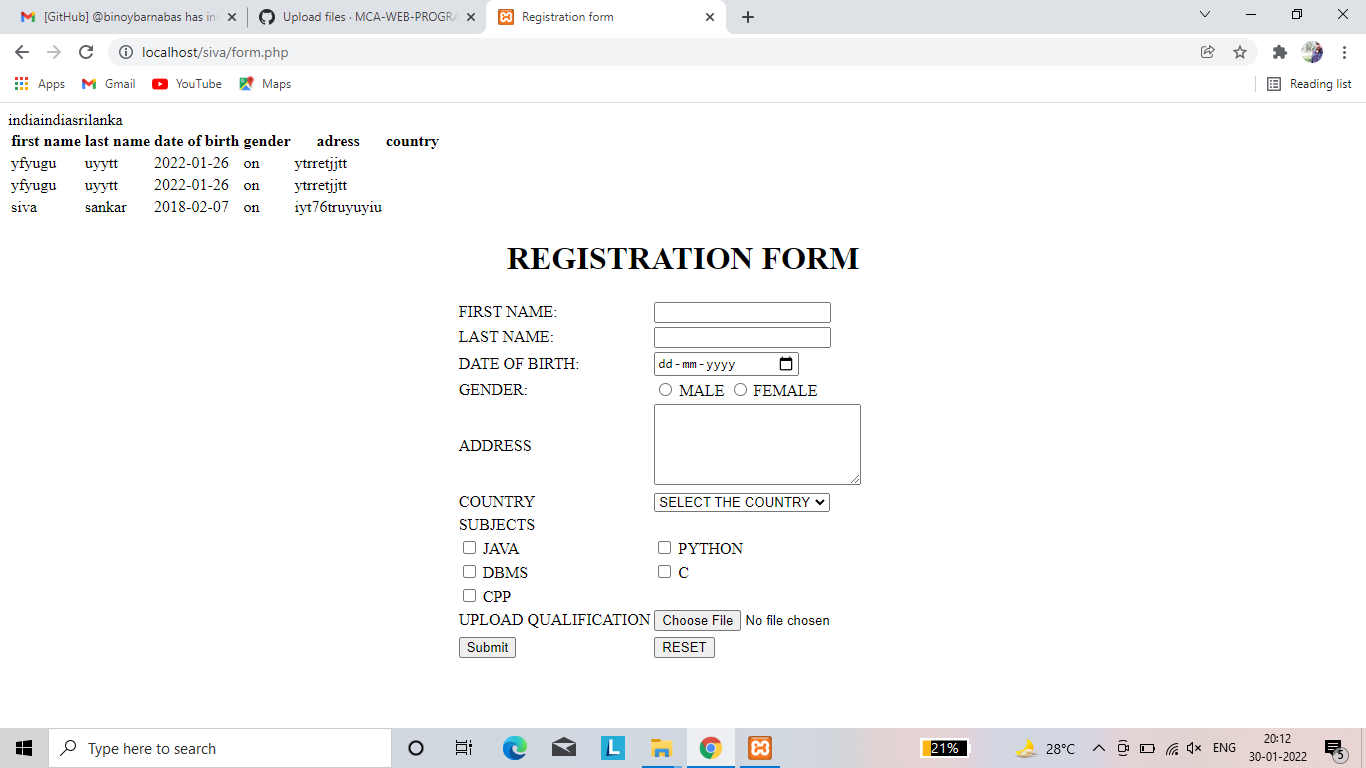 [GitHub] @binoybarnabas has in
Upload files · MCA-WEB-PROGRA
Registration form
localhost/siva/form.php
Apps Gmail YouTube Maps Reading list
indiaindiasrilanka
first name last name date of birth gender adress country
yfyugu uyytt 2022-01-26 on ytrretjjtt
yfyugu uyytt 2022-01-26 on ytrretjjtt
siva sankar 2018-02-07 on iyt76truyuyiu
REGISTRATION FORM
FIRST NAME:
LAST NAME:
DATE OF BIRTH: dd-mm-yyyy
GENDER: MALE FEMALE
ADDRESS
COUNTRY SELECT THE COUNTRY
SUBJECTS
JAVA PYTHON
DBMS C
CPP
UPLOAD QUALIFICATION Choose File No file chosen
Submit RESET
Type here to search
L
21%
28°C
ENG
20:12
30-01-2022
5